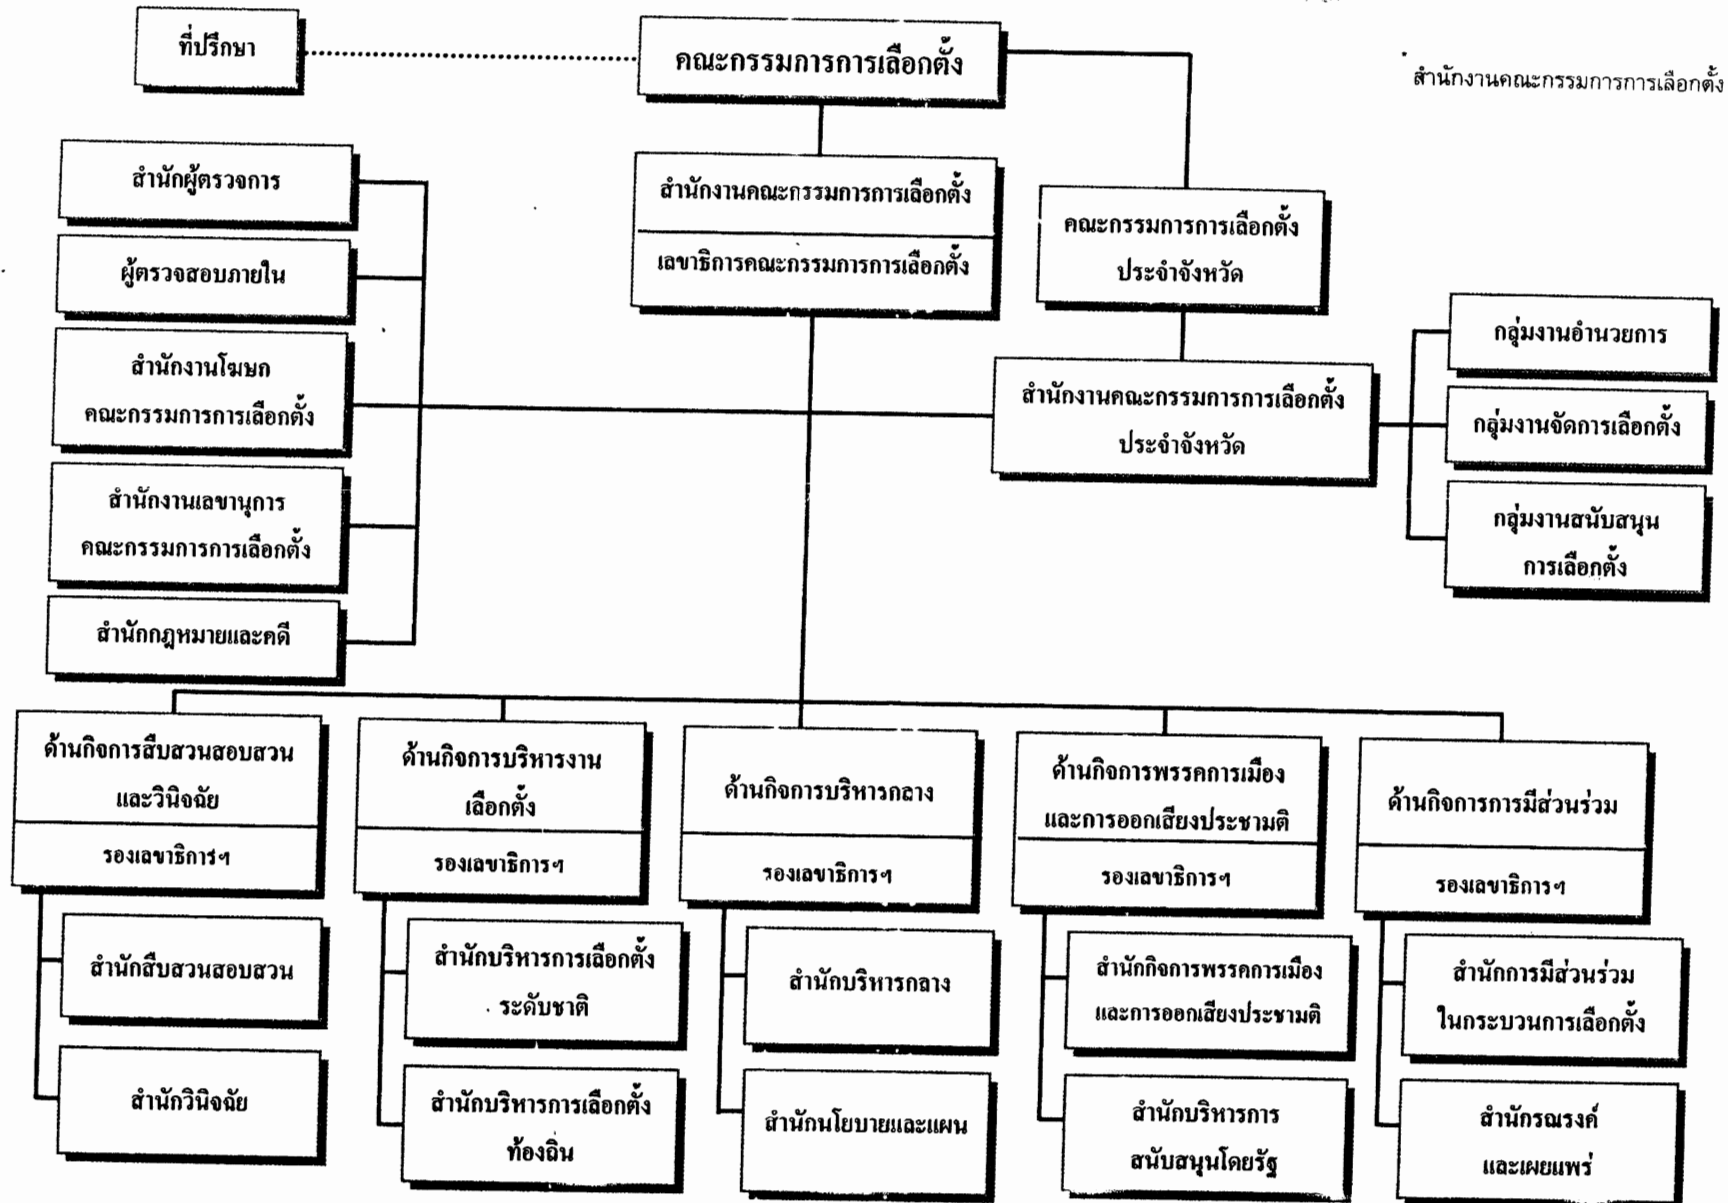 ที่ปรึกษา
คณะกรรมการการเลือกตั้ง
สำนักงานคณะกรรมการการเลือกตั้ง
สำนักผู้ตรวจการ
ผู้ตรวจสอบภายใน
สำนักงานโฆษก
คณะกรรมการการเลือกตั้ง
สำนักงานเลขานุการ
คณะกรรมการการเลือกตั้ง
สำนักกฎหมายและคดี
สำนักงานคณะกรรมการการเลือกตั้ง
เลขาธิการคณะกรรมการการเลือกตั้ง
คณะกรรมการการเลือกตั้ง
ประจำจังหวัด
สำนักงานคณะกรรมการการเลือกตั้ง
ประจำจังหวัด
กลุ่มงานอำนวยการ
กลุ่มงานจัดการเลือกตั้ง
กลุ่มงานสนับสนุน
การเลือกตั้ง
ด้านกิจการสืบสวนสอบสวน
และวินิจฉัย
รองเลขาธิการฯ
สำนักสืบสวนสอบสวน
สำนักวินิจฉัย
ด้านกิจการบริหารงาน
เลือกตั้ง
รองเลขาธิการฯ
สำนักบริหารการเลือกตั้ง
ระดับชาติ
สำนักบริหารการเลือกตั้ง
ท้องถิ่น
ด้านกิจการบริหารกลาง
รองเลขาธิการฯ
สำนักบริหารกลาง
สำนักนโยบายและแผน
ด้านกิจการพรรคการเมือง
และการออกเสียงประชามติ
รองเลขาธิการฯ
สำนักกิจการพรรคการเมือง
และการออกเสียงประชามติ
สำนักบริหารการ
สนับสนุนโดยรัฐ
ด้านกิจการการมีส่วนร่วม
รองเลขาธิการฯ
สำนักการมีส่วนร่วม
ในกระบวนการเลือกตั้ง
สำนักรณรงค์
และเผยแพร่